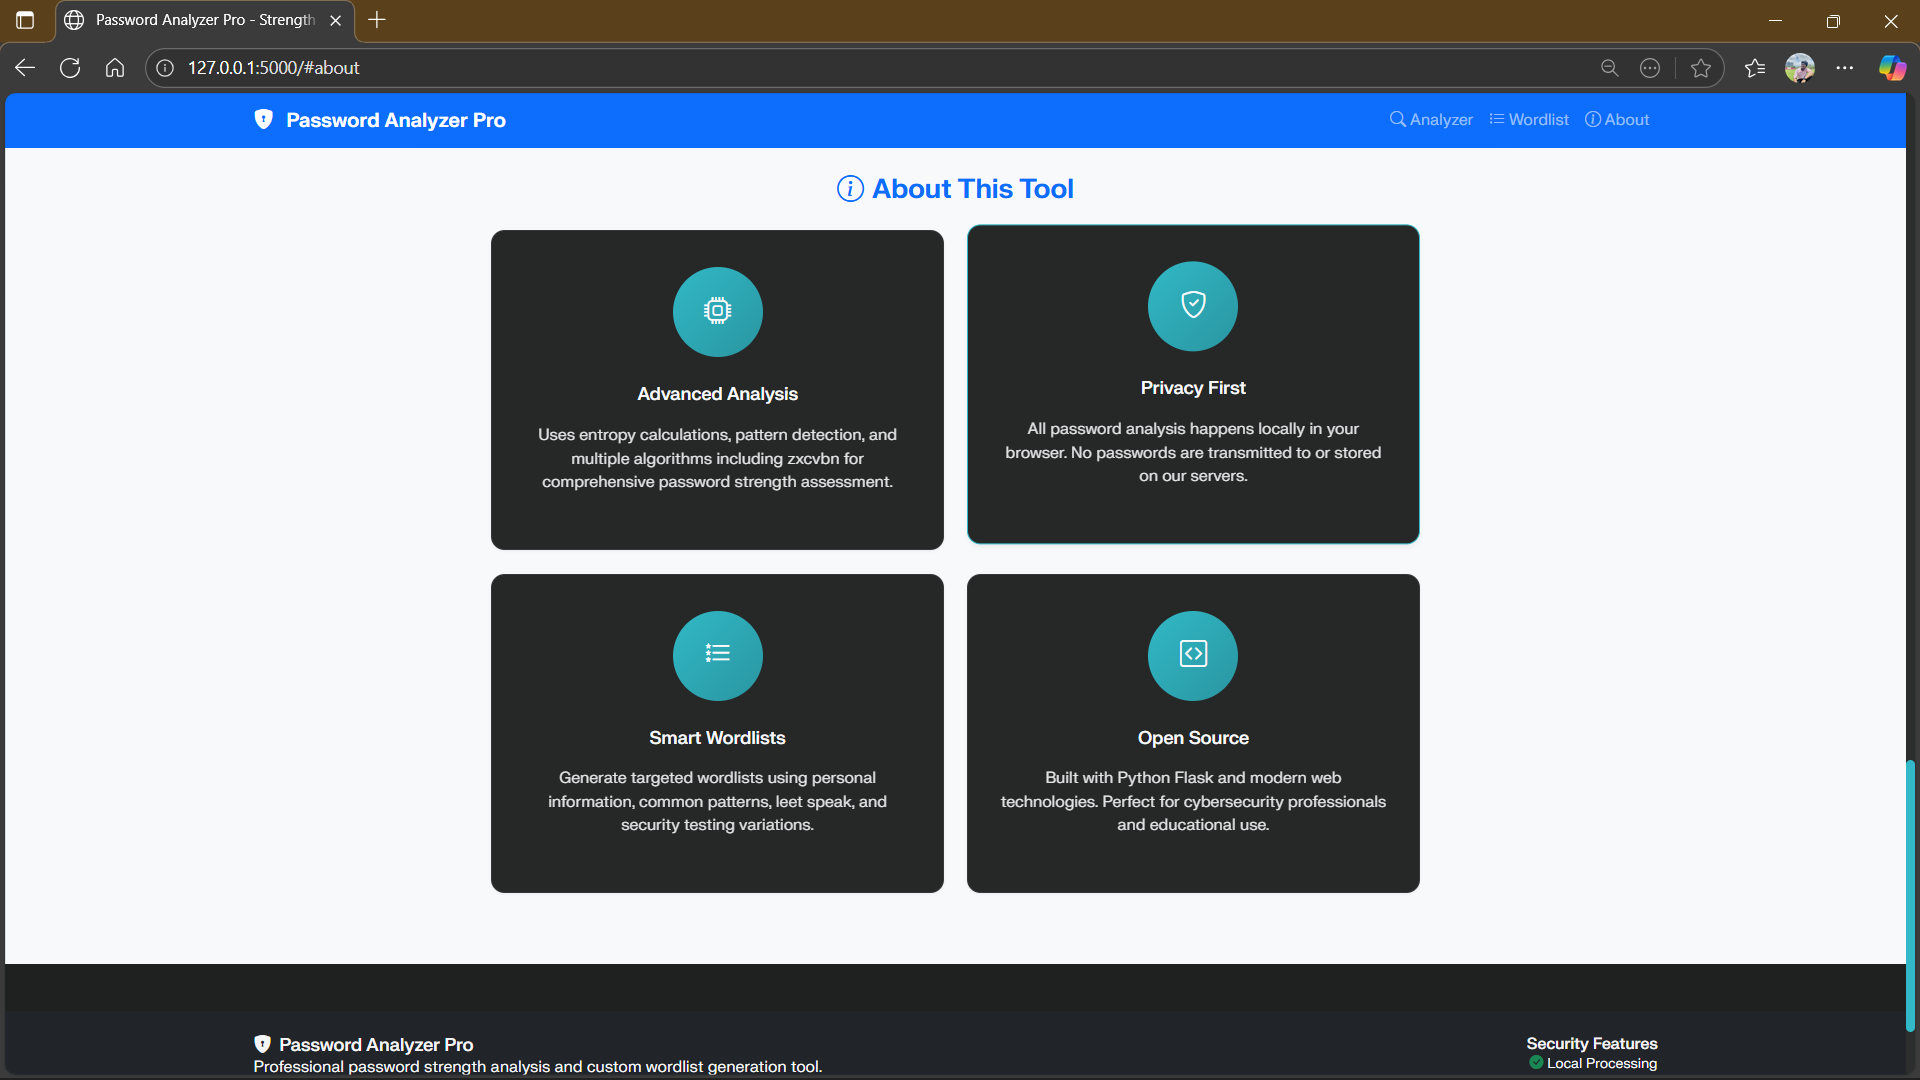 Password Analyzer Pro - Strength
127.0.0.1:5000/#about
Password Analyzer Pro
Analyzer
Wordlist
About
About This Tool
Advanced Analysis
Uses entropy calculations, pattern detection, and
multiple algorithms including zxcvbn for
comprehensive password strength assessment.
Privacy First
All password analysis happens locally in your
browser. No passwords are transmitted to or stored
on our servers.
Smart Wordlists
Generate targeted wordlists using personal
information, common patterns, leet speak, and
security testing variations.
Open Source
Built with Python Flask and modern web
technologies. Perfect for cybersecurity professionals
and educational use.
Password Analyzer Pro
Professional password strength analysis and custom wordlist generation tool.
Security Features
Local Processing